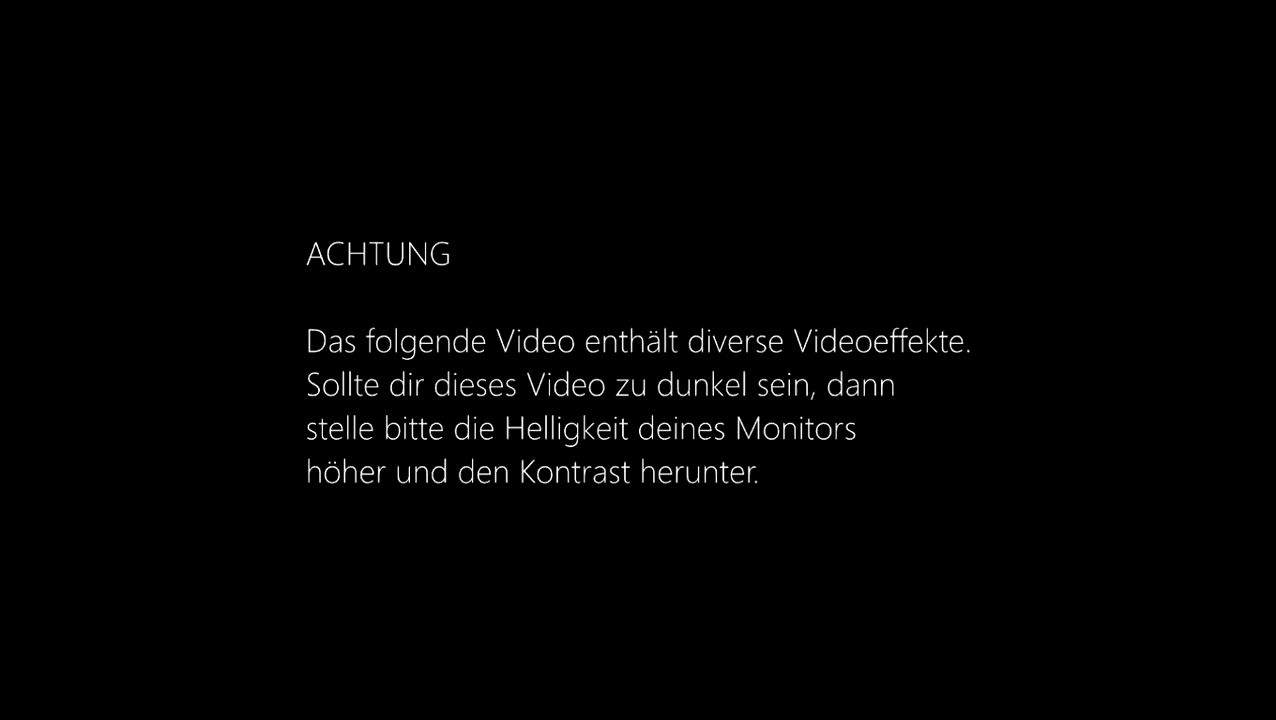 ACHTUNG
Das folgende Video enthält diverse Videoeffekte.
Sollte dir dieses Video zu dunkel sein, dann
stelle bitte die Helligkeit deines Monitors
höher und den Kontrast herunter.